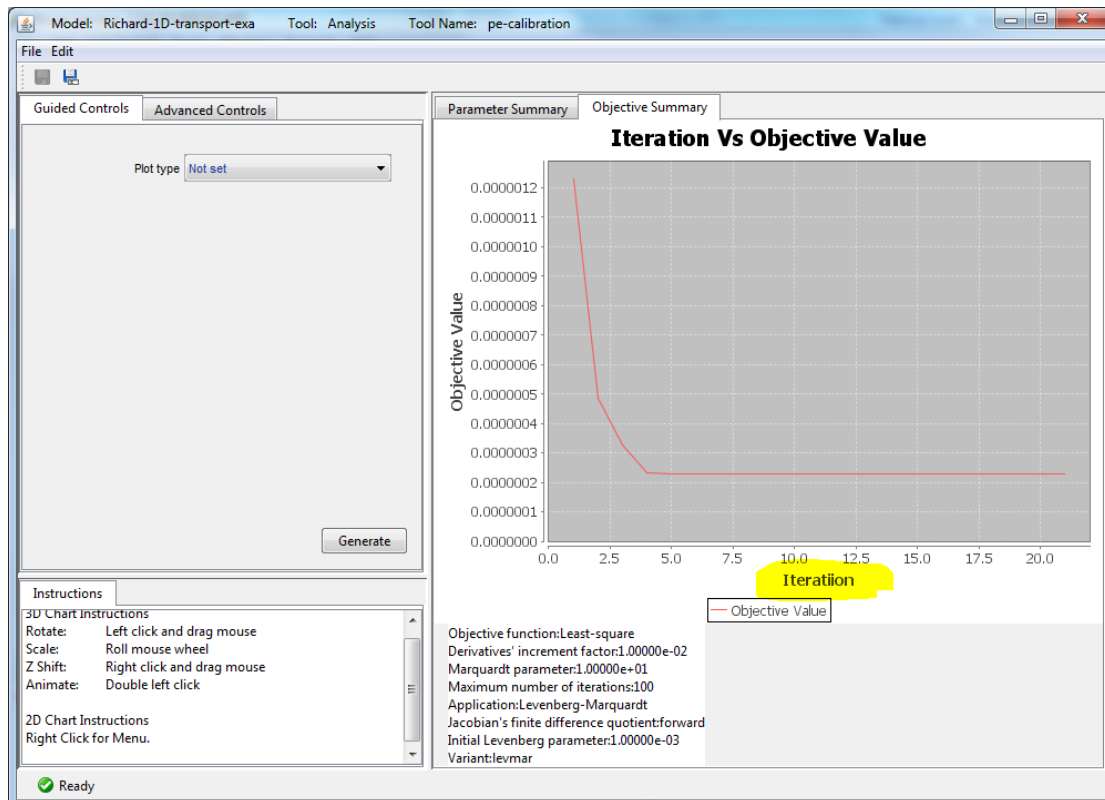 Model: Richard-1D-transport-exa Tool: Analysis Tool Name: pe-calibration
File Edit
Guided Controls Advanced Controls
Plot type Not set
Generate
Instructions
3D Chart Instructions
Rotate: Left click and drag mouse
Scale: Roll mouse wheel
Z Shift: Right click and drag mouse
Animate: Double left click
2D Chart Instructions
Right Click for Menu.
Parameter Summary Objective Summary
Iteration Vs Objective Value
Objective Value
0.0000012
0.0000011
0.0000010
0.0000009
0.0000008
0.0000007
0.0000006
0.0000005
0.0000004
0.0000003
0.0000002
0.0000001
0.0000000
0.0 2.5 5.0 7.5 10.0 12.5 15.0 17.5 20.0
Iteratiion
Objective Value
Objective function:Least-square
Derivatives' increment factor:1.00000e-02
Marquardt parameter:1.00000e+01
Maximum number of iterations:100
Application:Levenberg-Marquardt
Jacobian's finite difference quotient:forward
Initial Levenberg parameter:1.00000e-03
Variant:levmar
Ready